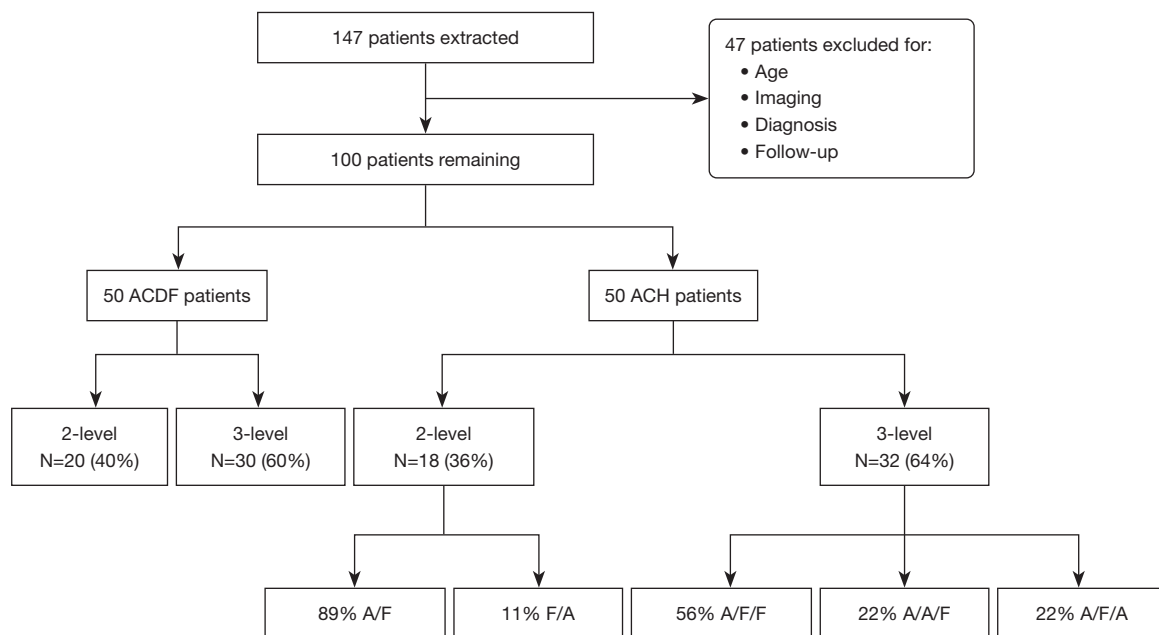 147 patients extracted
47 patients excluded for:
• Age
• Imaging
• Diagnosis
• Follow-up
100 patients remaining
50 ACDF patients
50 ACH patients
2-level
N=20 (40%)
3-level
N=30 (60%)
2-level
N=18 (36%)
3-level
N=32 (64%)
89% A/F
11% F/A
56% A/F/F
22% A/A/F
22% A/F/A